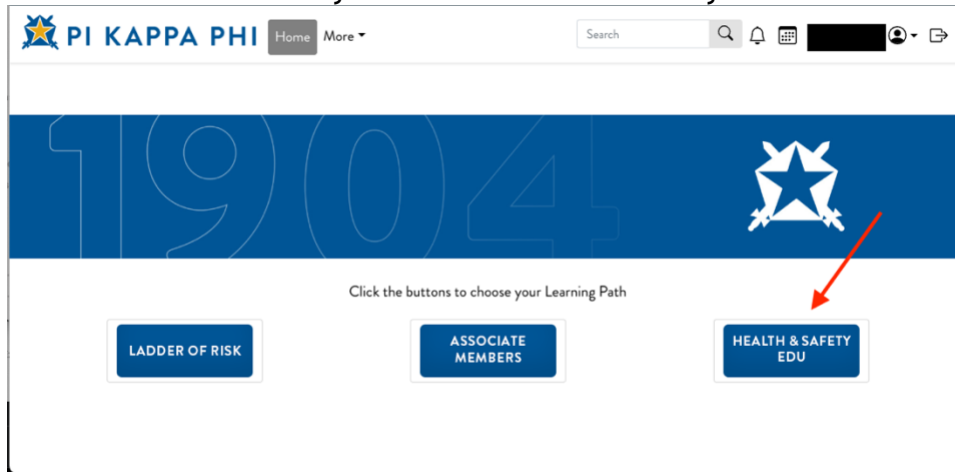 PI KAPPA PHI Home More Search
1904
Click the buttons to choose your Learning Path
LADDER OF RISK
ASSOCIATE
MEMBERS
HEALTH & SAFETY
EDU